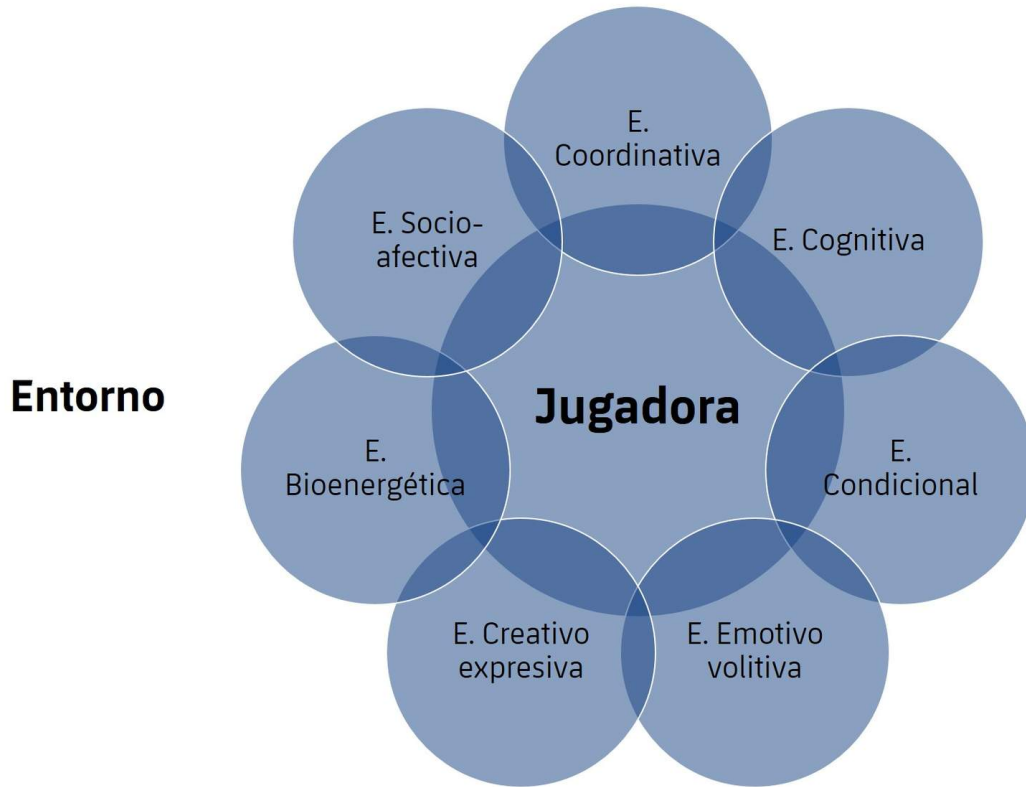 E.
Coordinativa
E. Socio-
afectiva
E. Cognitiva
Entorno
Jugadora
E.
Bioenergética
E.
Condicional
E. Creativo
expresiva
E. Emotivo
volitiva